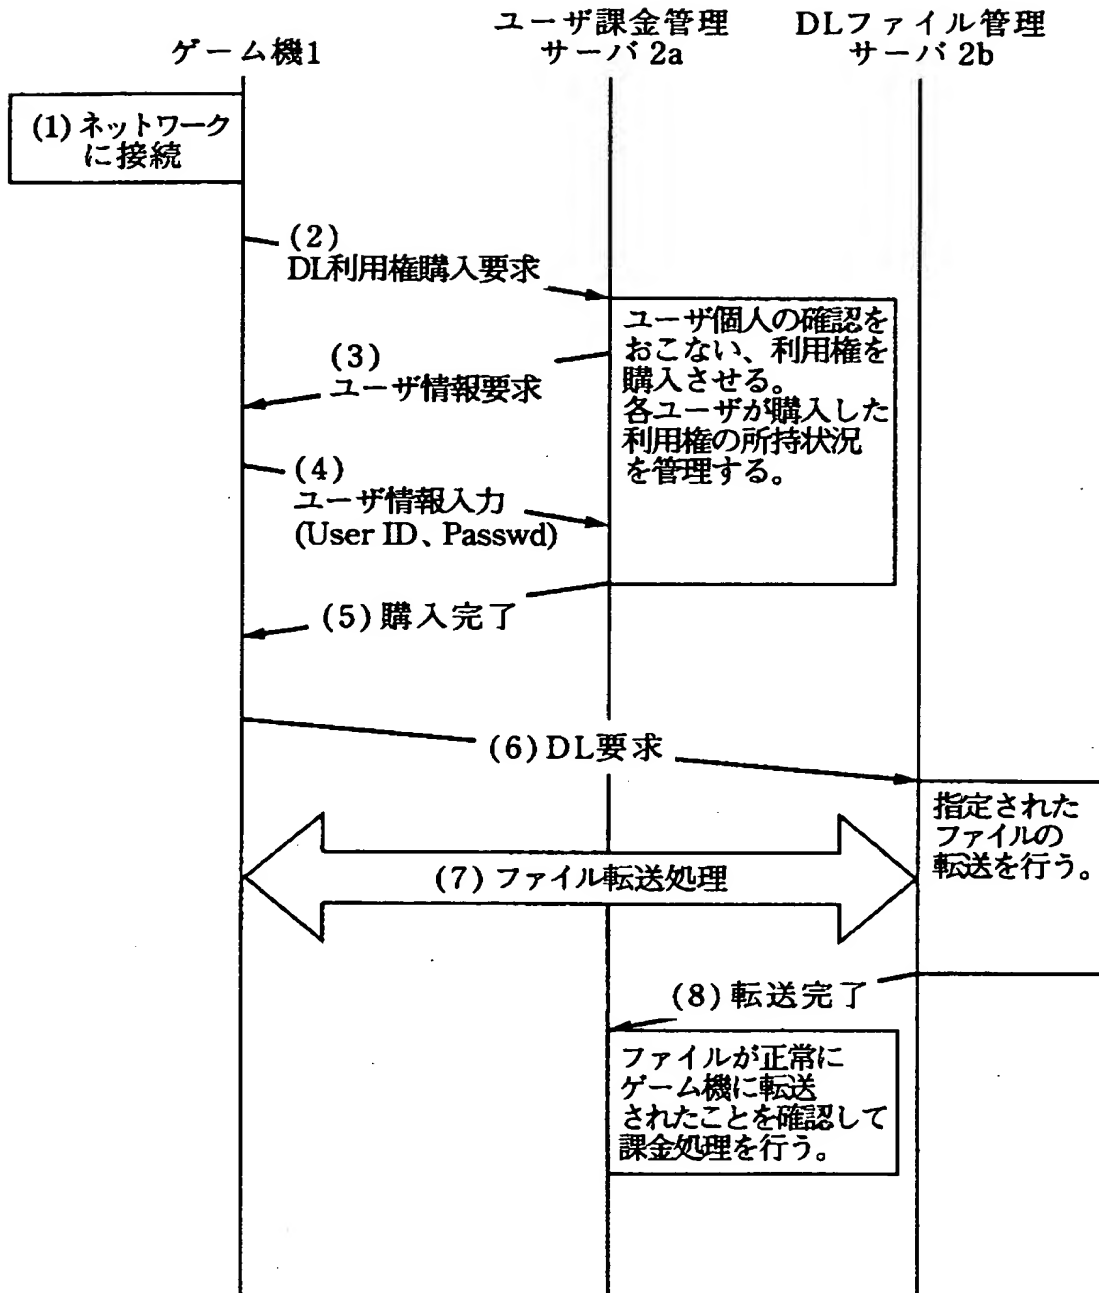 ユーザ課金管理
サーバ 2a
DLファイル管理
サーバ 2b
ゲーム機1
(1) ネットワーク
に接続
(2)
DL利用権購入要求
ユーザ個人の確認を
おこない、利用権を
購入させる。
各ユーザが購入した
利用権の所持状況
を管理する。
(3)
ユーザ情報要求
(4)
ユーザ情報入力
(User ID、Passwd)
(5) 購入完了
(6) DL要求
指定された
ファイルの
転送を行う。
(7) ファイル転送処理
(8) 転送完了
ファイルが正常に
ゲーム機に転送
されたことを確認して
課金処理を行う。